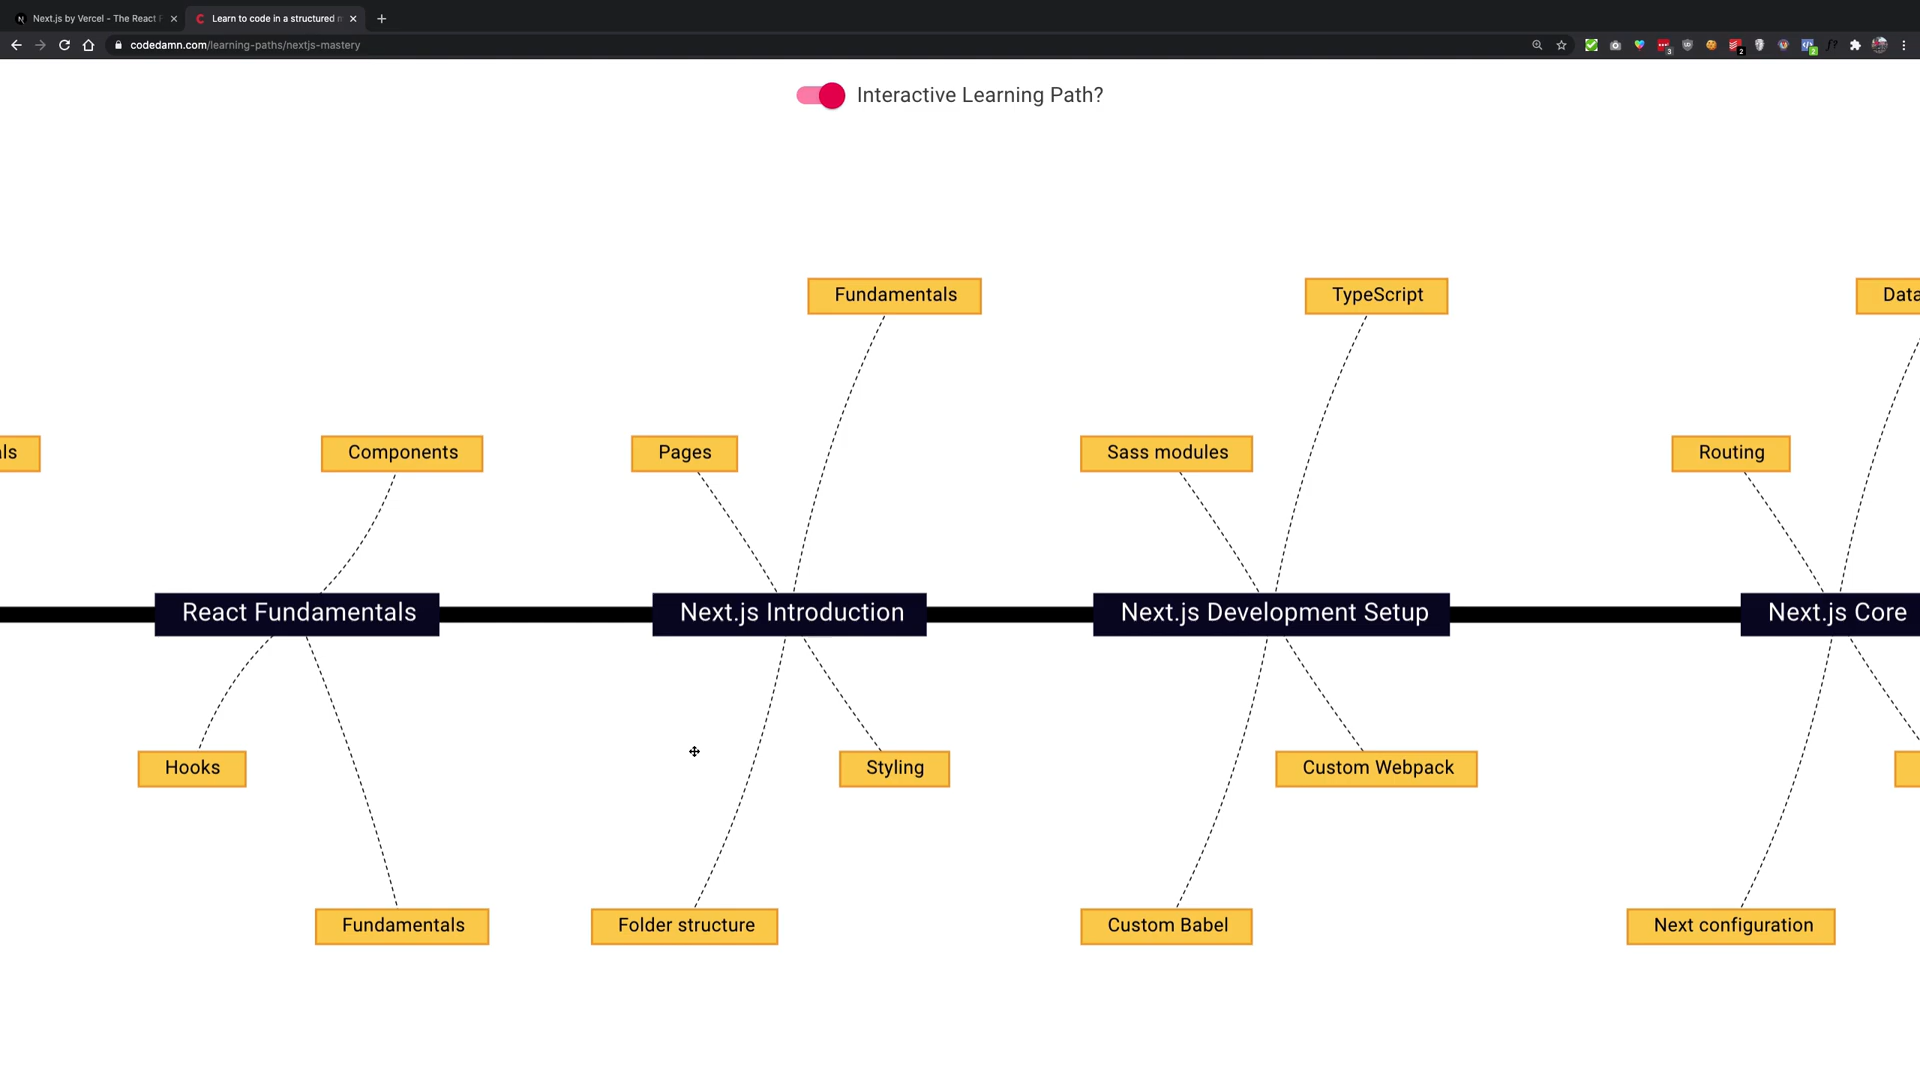 Next.js by Vercel - The React F
Learn to code in a structured m
codedamn.com/learning-paths/nextjs-mastery
Interactive Learning Path?
Fundamentals
TypeScript
Data
ls
Components
Pages
Sass modules
Routing
React Fundamentals
Next.js Introduction
Next.js Development Setup
Next.js Core
Hooks
Styling
Custom Webpack
Fundamentals
Folder structure
Custom Babel
Next configuration